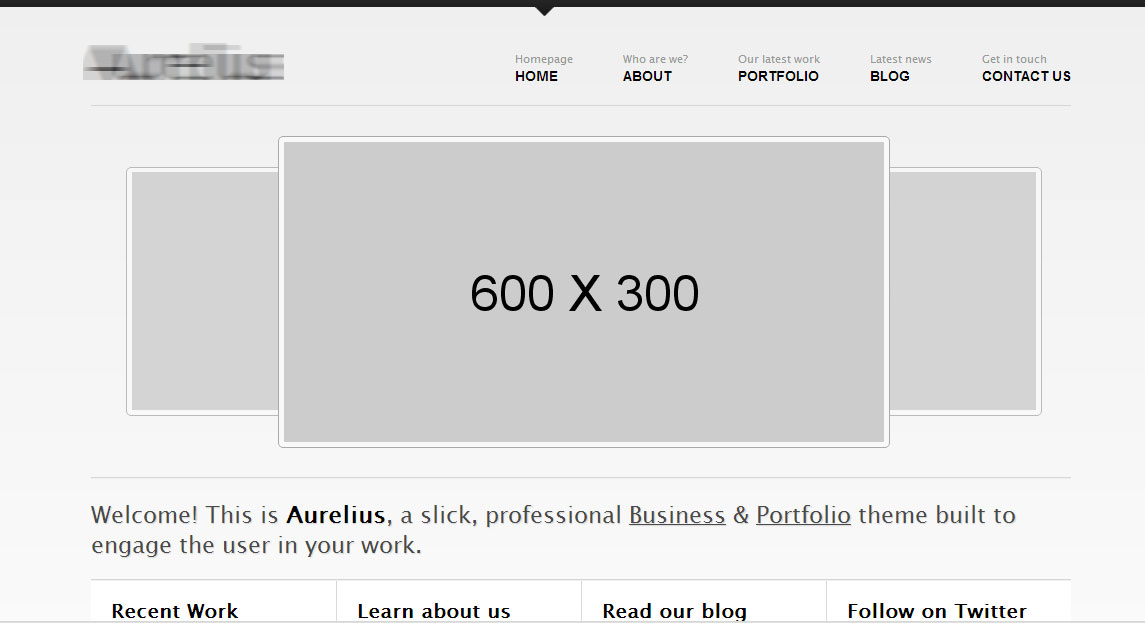 Aurelius
Homepage Who are we? Our latest work Latest news Get in touch
HOME ABOUT PORTFOLIO BLOG CONTACT US
600 X 300
Welcome! This is Aurelius, a slick, professional Business & Portfolio theme built to
engage the user in your work.
Recent Work Learn about us Read our blog Follow on Twitter